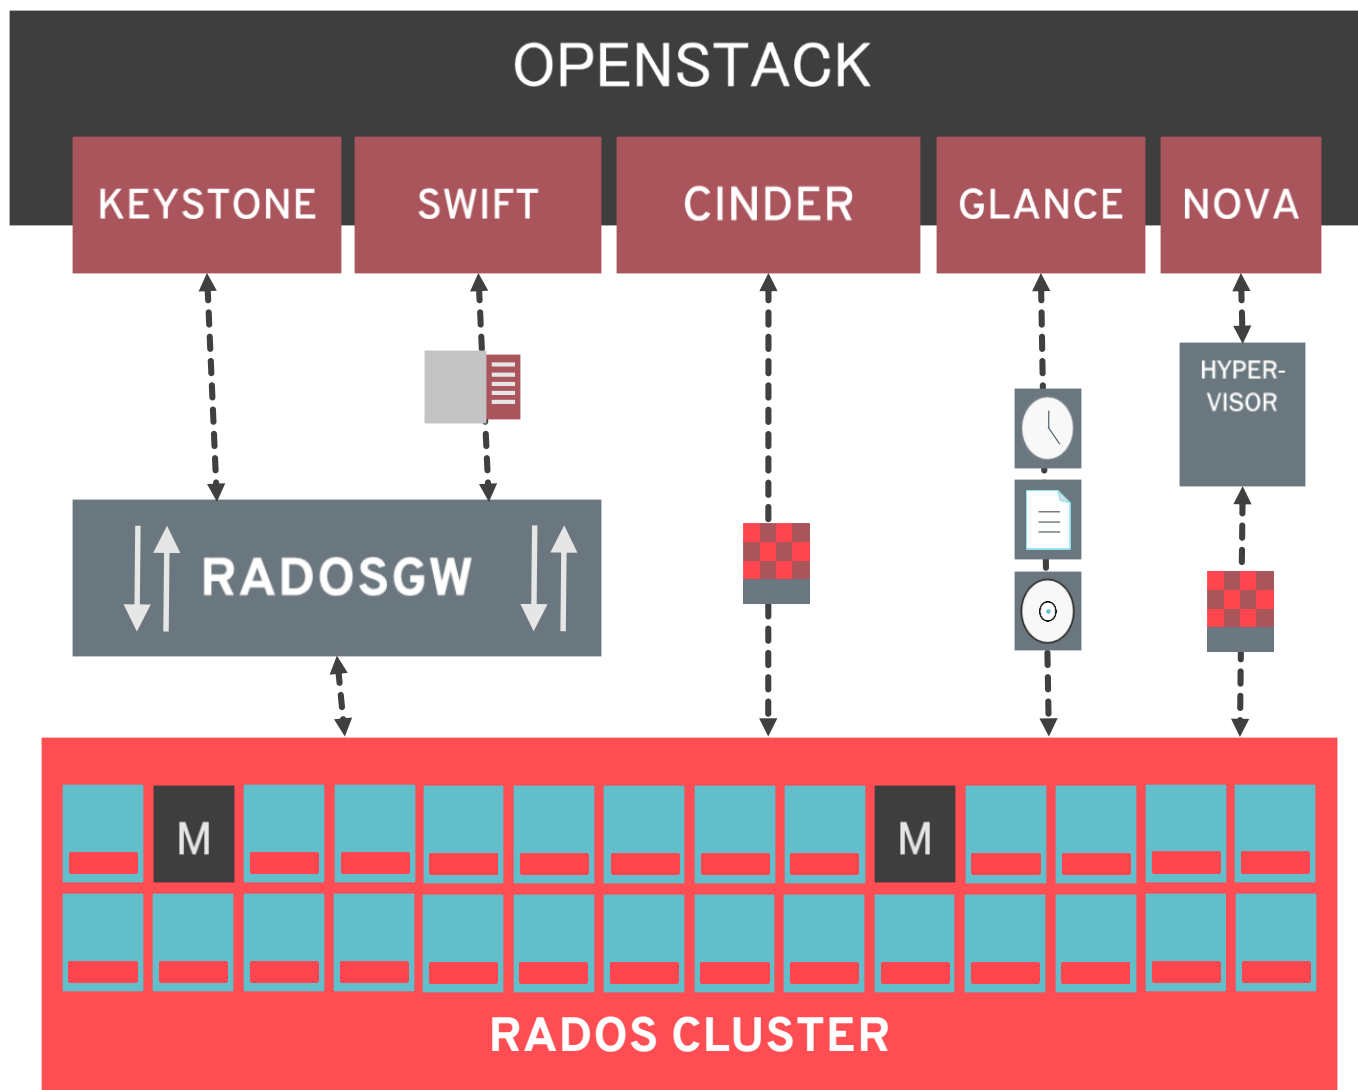 OPENSTACK
KEYSTONE
SWIFT
CINDER
GLANCE
NOVA
HYPER-
VISOR
RADOSGW
M
M
RADOS CLUSTER